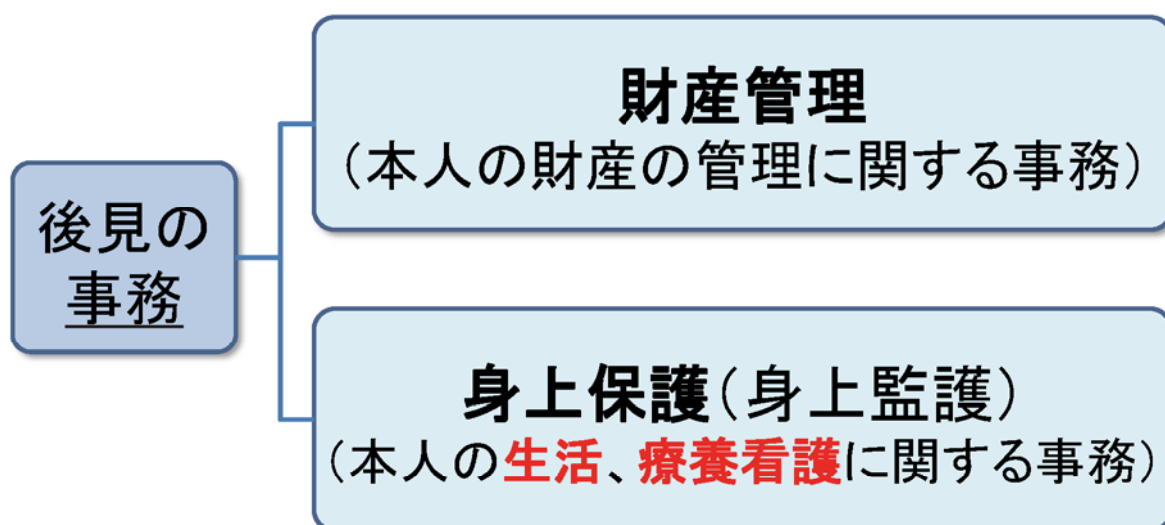 後見の
事務
財産管理
（本人の財産の管理に関する事務）
身上保護（身上監護）
（本人の生活、療養看護に関する事務）